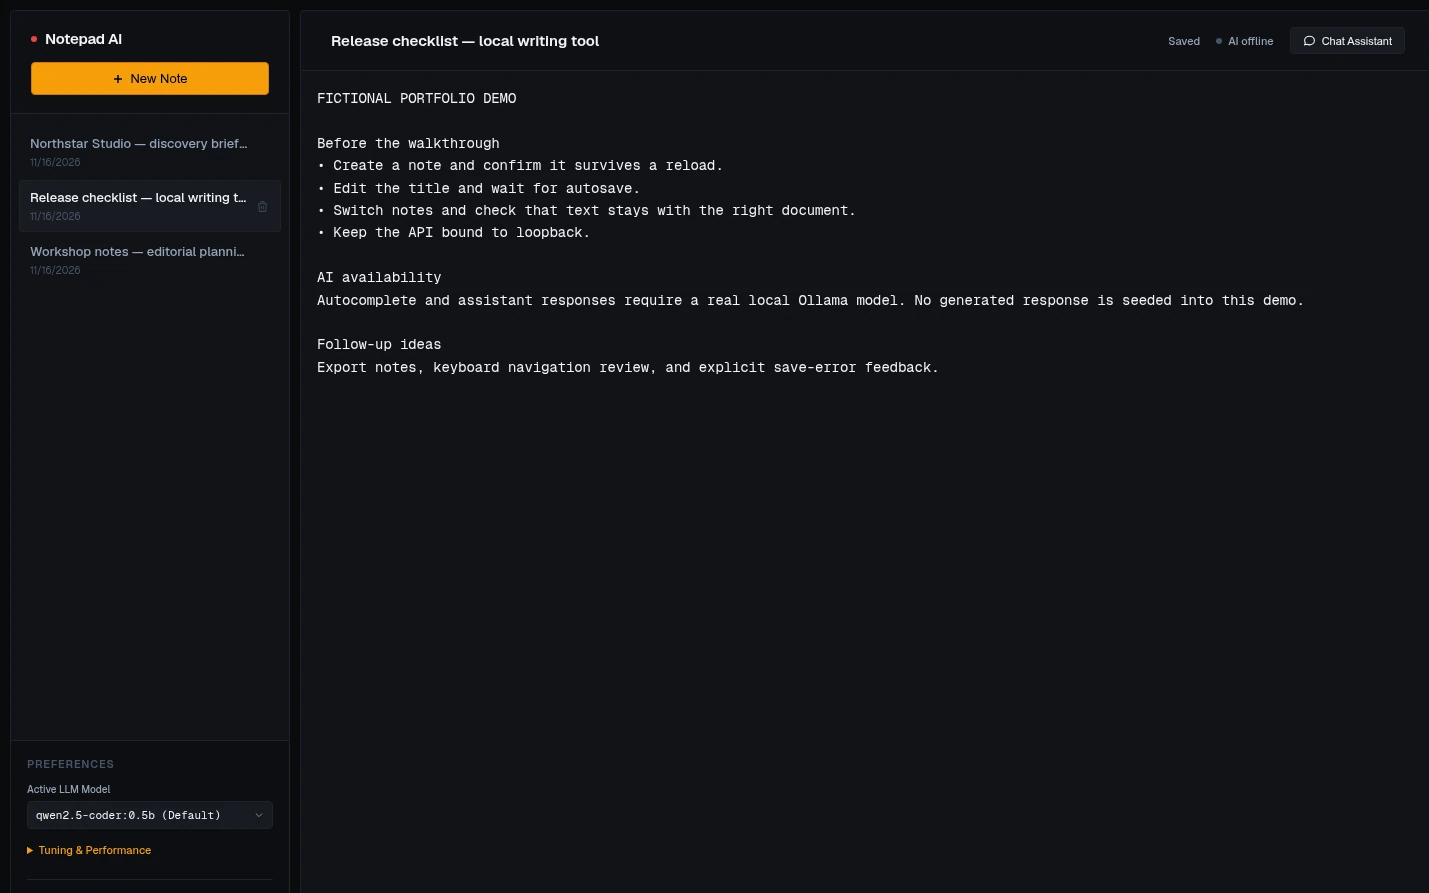 Notepad AI
+ New Note
Northstar Studio — discovery brief...
11/16/2026
Release checklist — local writing t...
11/16/2026
Workshop notes — editorial planni...
11/16/2026
PREFERENCES
Active LLM Model
qwen2.5-coder:0.5b (Default)
Tuning & Performance
Release checklist — local writing tool
Saved
AI offline
Chat Assistant
FICTIONAL PORTFOLIO DEMO
Before the walkthrough
• Create a note and confirm it survives a reload.
• Edit the title and wait for autosave.
• Switch notes and check that text stays with the right document.
• Keep the API bound to loopback.
AI availability
Autocomplete and assistant responses require a real local Ollama model. No generated response is seeded into this demo.
Follow-up ideas
Export notes, keyboard navigation review, and explicit save-error feedback.